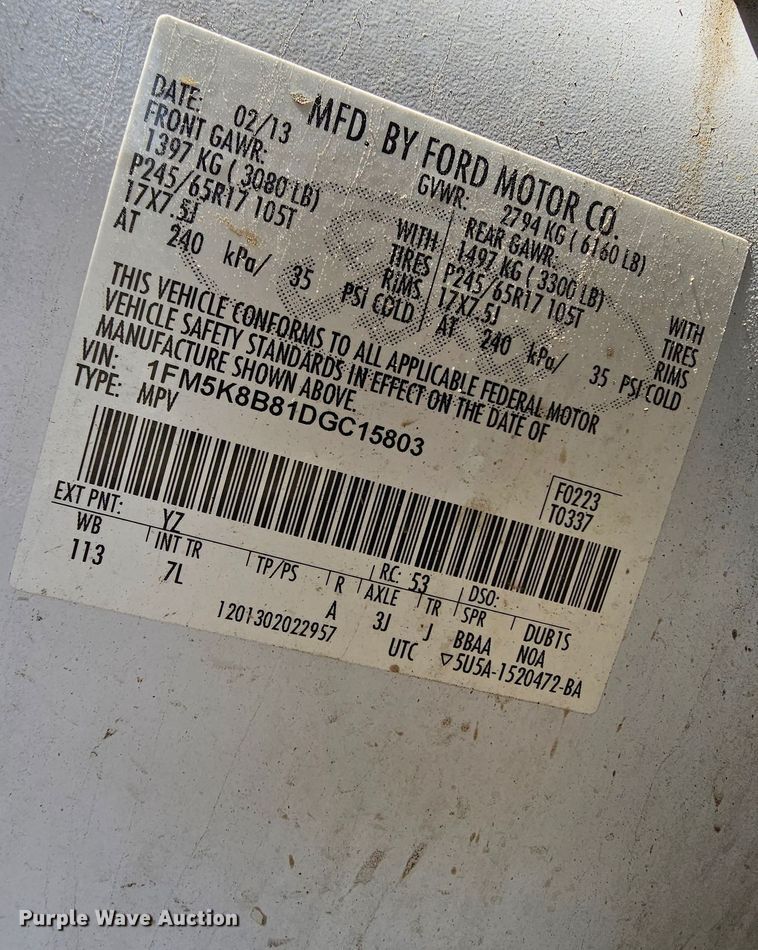 MFD. BY FORD MOTOR CO.
DATE: 02/13
GVWR: 2794 KG ( 6160 LB)
FRONT GAWR:
1397 KG ( 3080 LB)
P245/65R17 105T
17X7.5J
AT 240 kPa/ 35
WITH
TIRES
RIMS
PSI COLD
REAR GAWR:
1497 KG ( 3300 LB)
P245/65R17 105T
17X7.5J
AT 240 kPa/ 35 PSI COLD
WITH
TIRES
RIMS
THIS VEHICLE CONFORMS TO ALL APPLICABLE FEDERAL MOTOR
VEHICLE SAFETY STANDARDS IN EFFECT ON THE DATE OF
MANUFACTURE SHOWN ABOVE.
VIN: 1FM5K8B81DGC15803
TYPE: MPV
F0223
T0337
EXT PNT: YZ RC: 53 DSO:
WB INT TR TP/PS R AXLE TR SPR DUB1S
113 7L A 3J J BBAA N0A
1201302022957 UTC ▽5U5A-1520472-BA
Purple Wave Auction